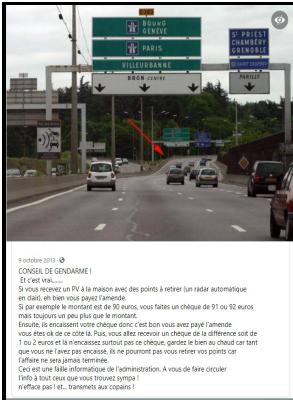 BOURG
GENÈVE
PARIS
VILLEURBANNE
BRON-CENTRE
ST PRIEST
CHAMBÉRY
GRENOBLE
SAINT EXUPÉRY
PARILLY
9 octobre 2013 ·
CONSEIL DE GENDARME !
Et c'est vrai.......
Si vous recevez un PV à la maison avec des points à retirer (un radar automatique
en clair), eh bien vous payez l'amende.
Si par exemple le montant est de 90 euros, vous faites un chèque de 91 ou 92 euros
mais toujours un peu plus que le montant.
Ensuite, ils encaissent votre chèque donc c'est bon vous avez payé l'amende
vous êtes ok de ce côté là. Puis, vous allez recevoir un chèque de la différence soit de
1 ou 2 euros et là n'encaissez surtout pas ce chèque, gardez le bien au chaud car tant
que vous ne l'avez pas encaissé, ils ne pourront pas vous retirer vos points car
l'affaire ne sera jamais terminée.
Ceci est une faille informatique de l'administration. A vous de faire circuler
l'info à tout ceux que vous trouvez sympa !
n'efface pas ! et... transmets aux copains !